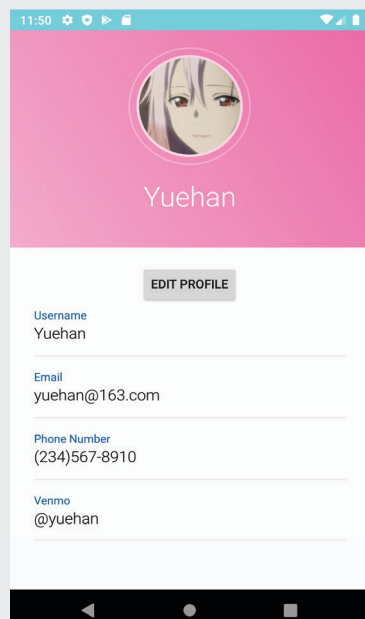 11:50
Yuehan
EDIT PROFILE
Username
Yuehan
Email
yuehan@163.com
Phone Number
(234)567-8910
Venmo
@yuehan